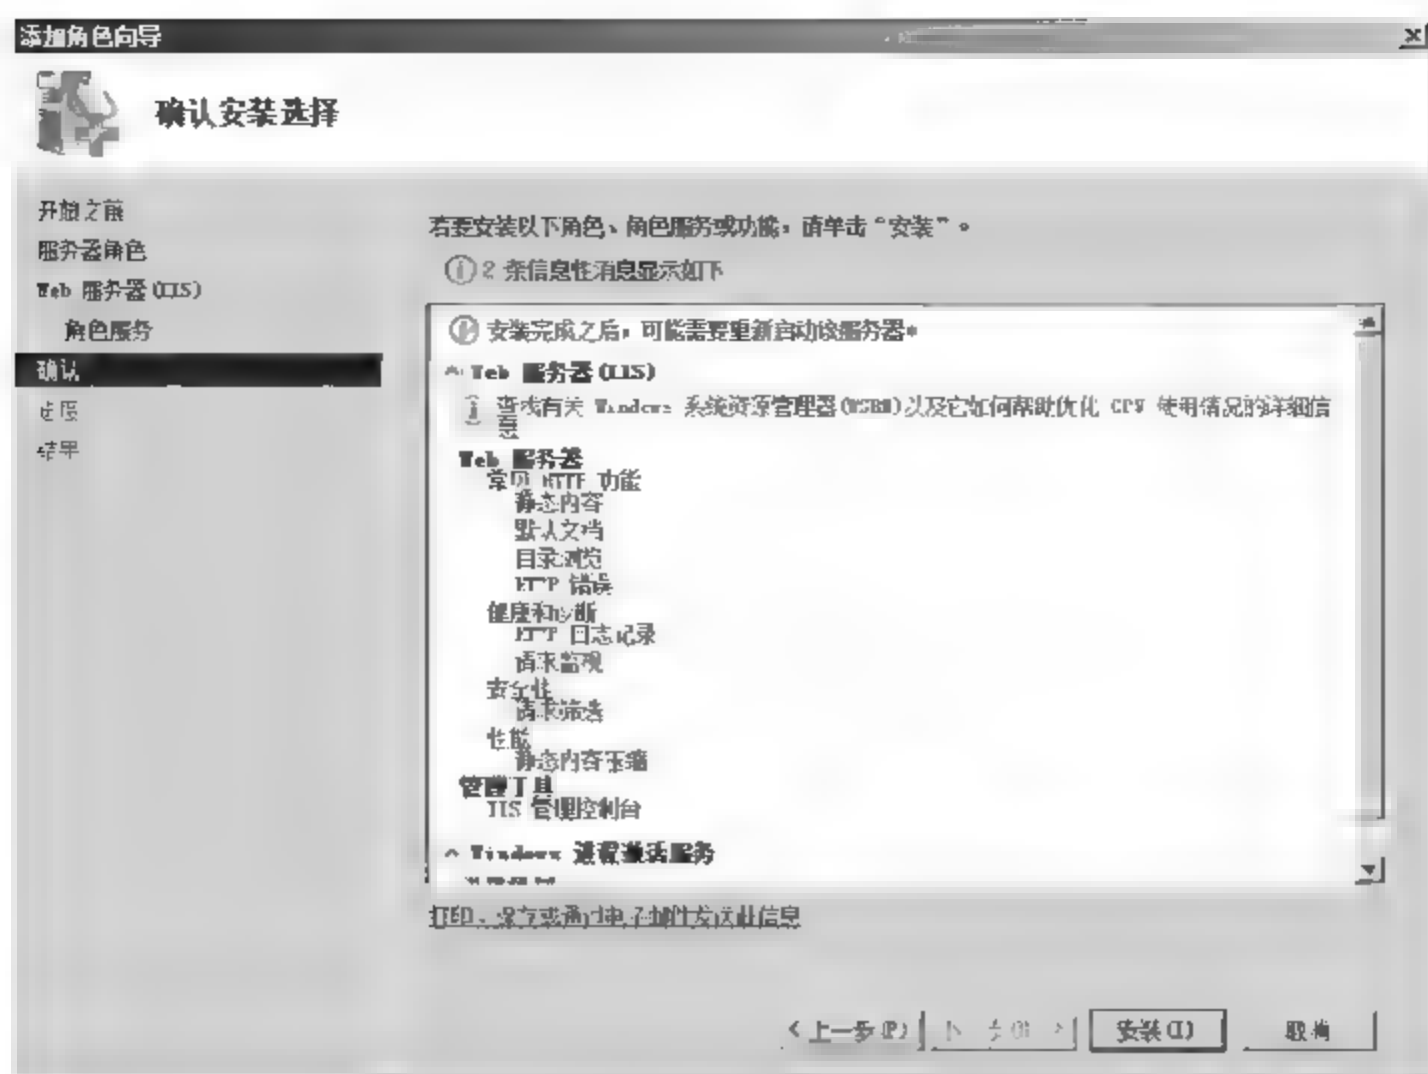 添加角色向导
确认安装选择
开始之前
服务器角色
Web 服务器(IIS)
角色服务
确认
进度
结果
若要安装以下角色、角色服务或功能，请单击“安装”。
2 条信息性消息显示如下
安装完成之后，可能需要重新启动该服务器。
Web 服务器(IIS)
查找有关 Windows 系统资源管理器(WSRM)以及它如何帮助优化 CPU 使用情况的详细信
息
Web 服务器
常见 HTTP 功能
静态内容
默认文档
目录浏览
HTTP 错误
健康和诊断
HTTP 日志记录
请求监视
安全性
请求筛选
性能
静态内容压缩
管理工具
IIS 管理控制台
Windows 进程激活服务
打印、保存或通过电子邮件发送此信息
< 上一步(P)
下一步(N) >
安装(I)
取消